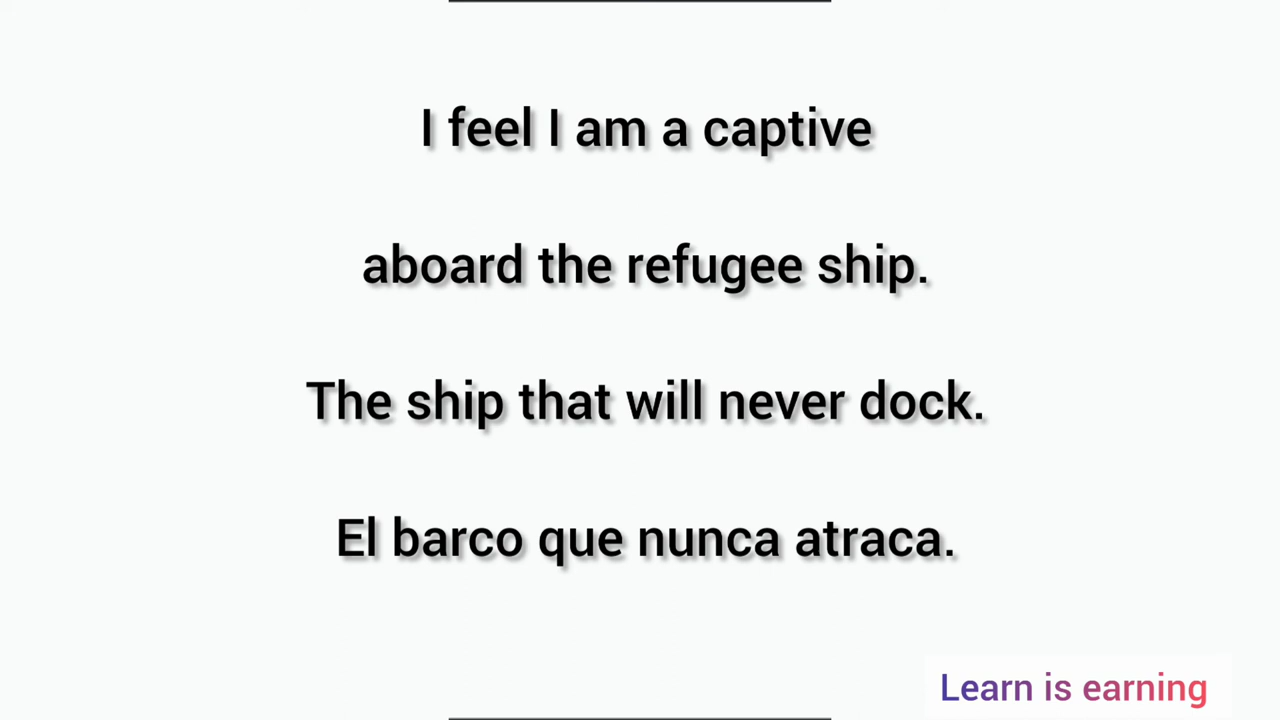 I feel I am a captive
aboard the refugee ship.
The ship that will never dock.
El barco que nunca atraca.
Learn is earning